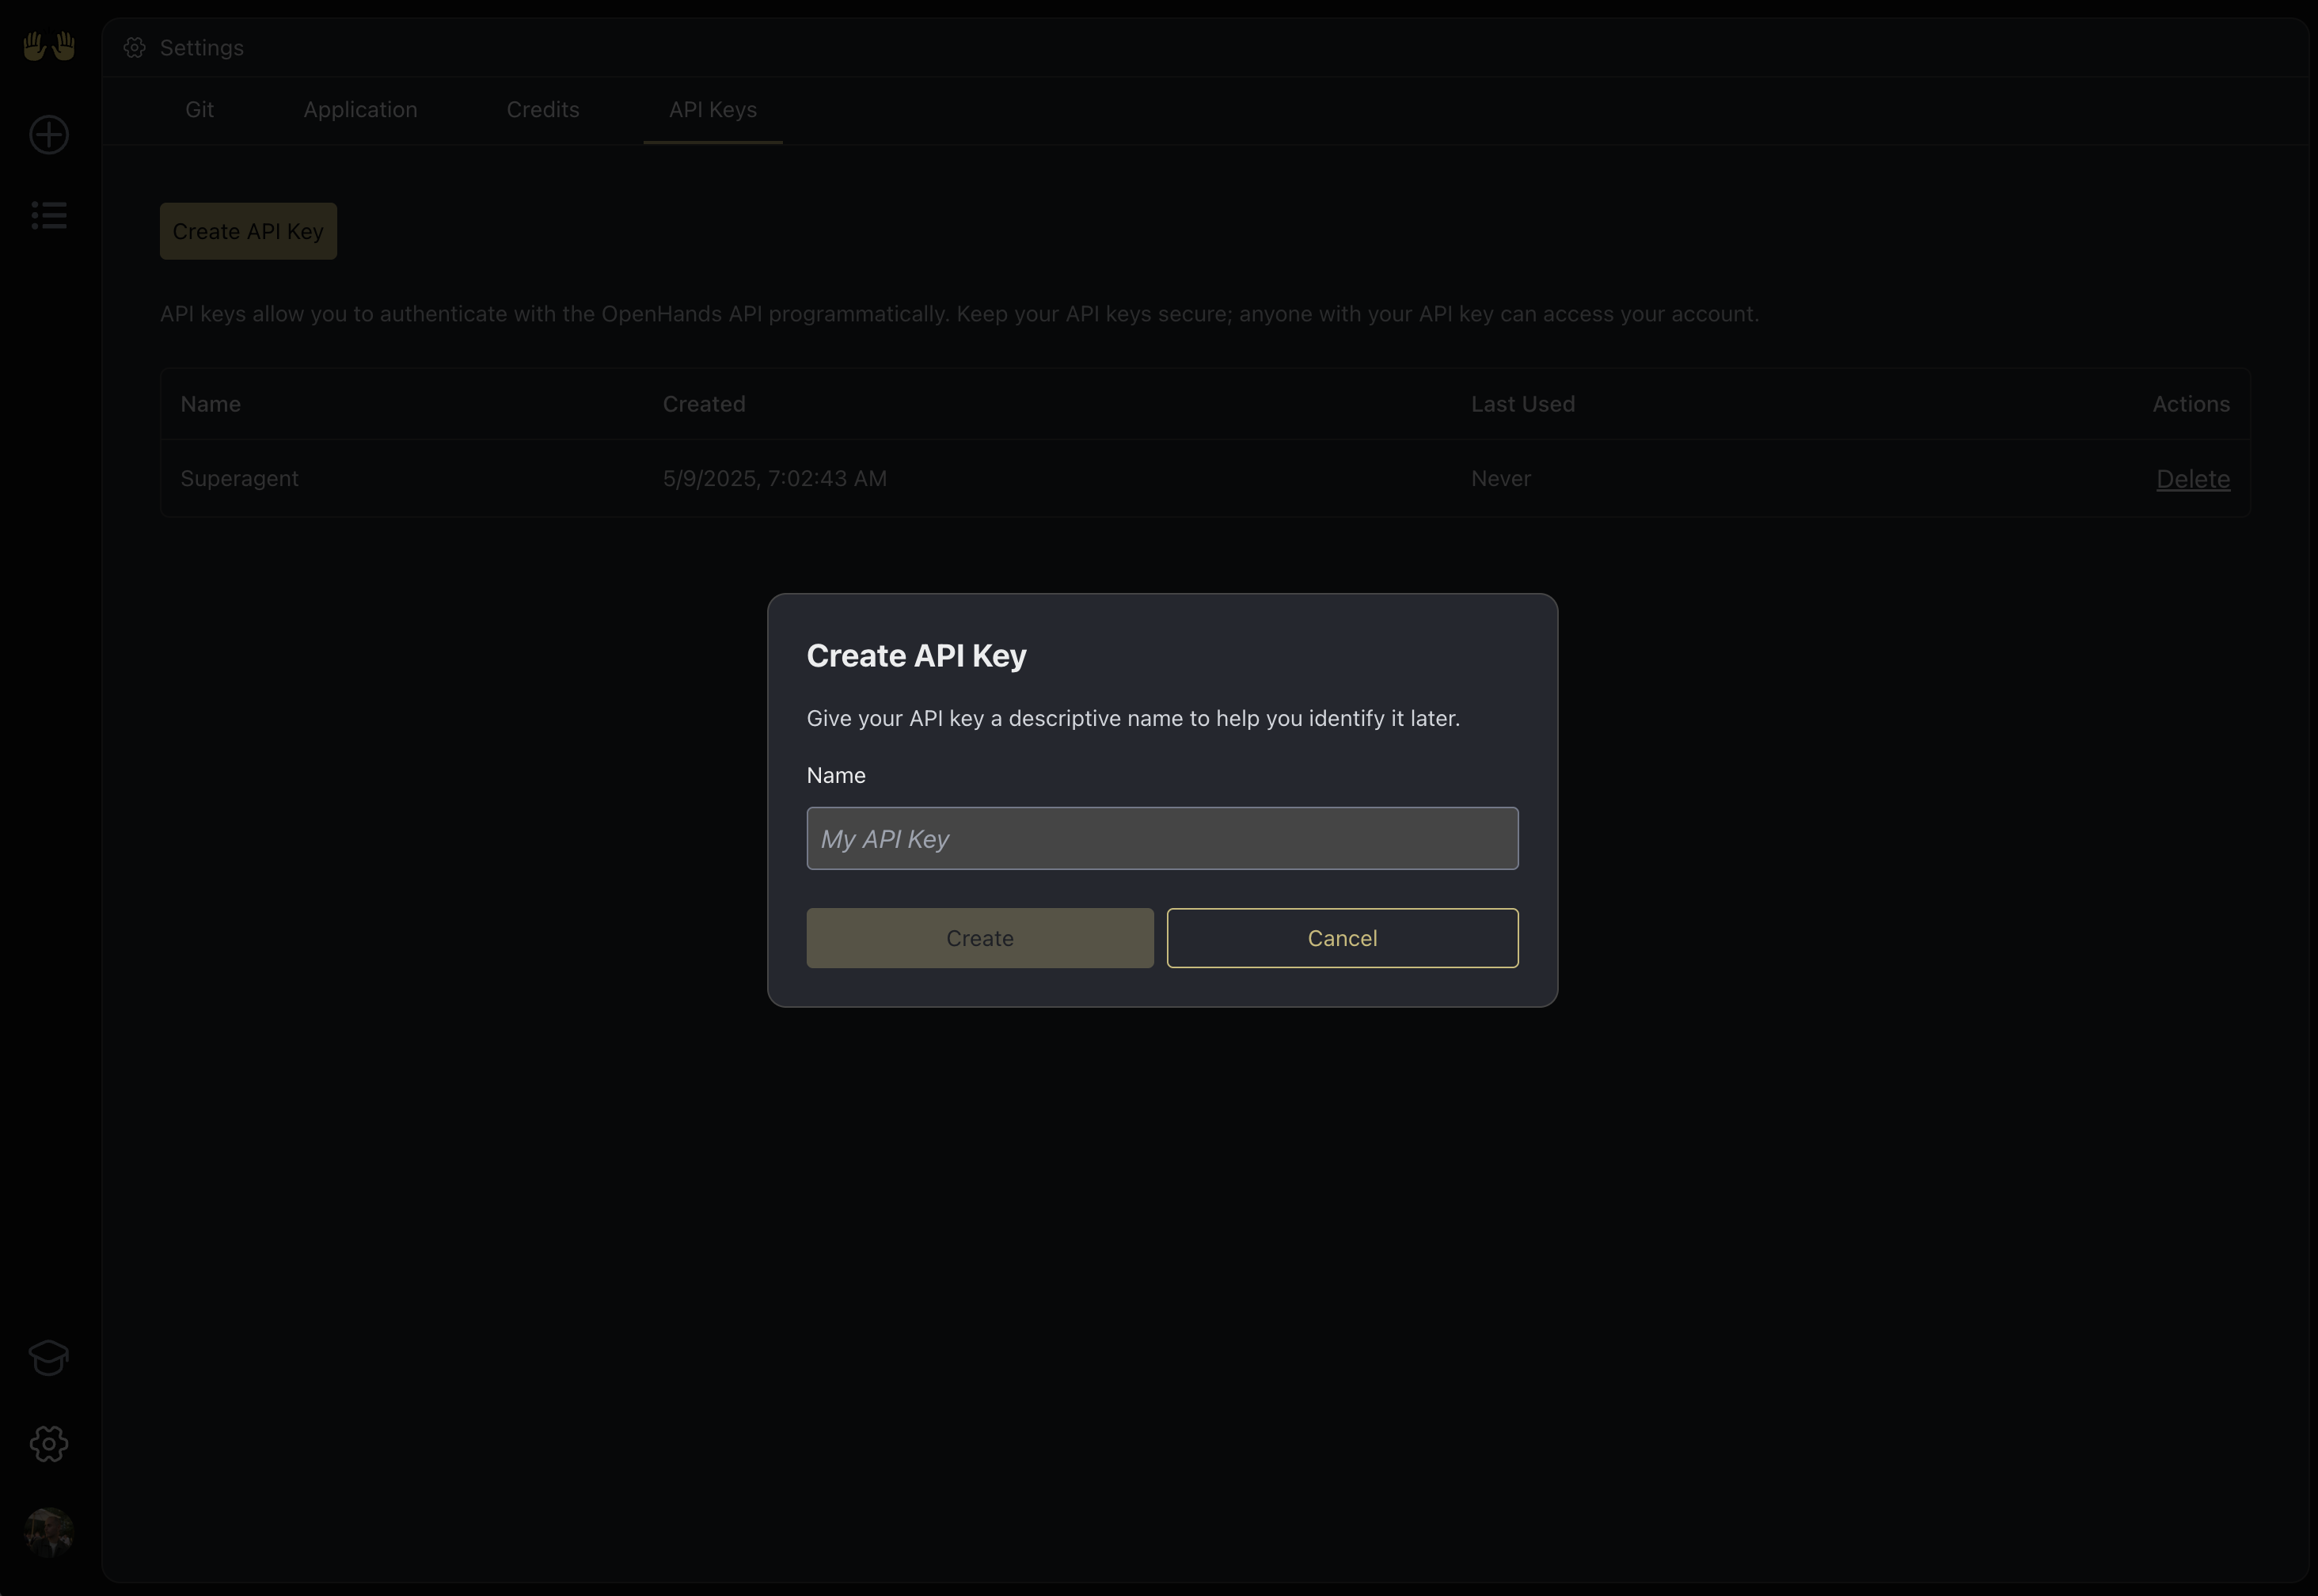 Settings
Git Application Credits API Keys
Create API Key
API keys allow you to authenticate with the OpenHands API programmatically. Keep your API keys secure; anyone with your API key can access your account.
Name Created Last Used Actions
Superagent 5/9/2025, 7:02:43 AM Never Delete
Create API Key
Give your API key a descriptive name to help you identify it later.
Name
My API Key
Create Cancel